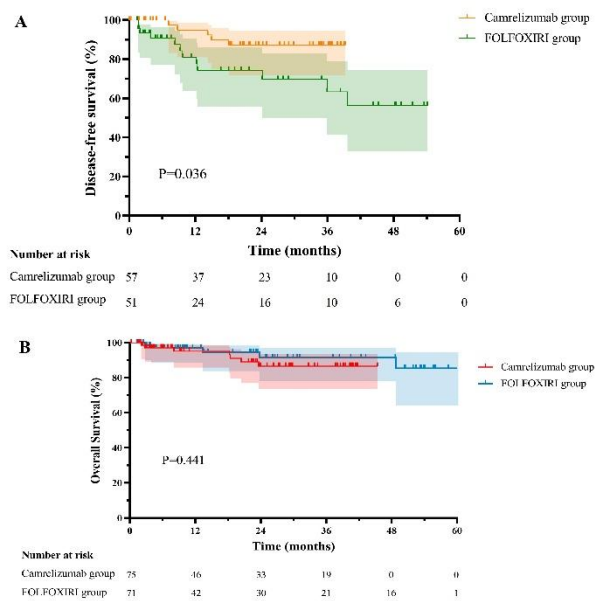 A
Camrelizumab group
FOLFOXIRI group
Disease-free survival (%)
100
80
60
40
20
0
P=0.036
0 12 24 36 48 60
Time (months)
Number at risk
Camrelizumab group 57 37 23 10 0 0
FOLFOXIRI group 51 24 16 10 6 0
B
Camrelizumab group
FOLFOXIRI group
Overall Survival (%)
100
80
60
40
20
0
P=0.441
0 12 24 36 48 60
Time (months)
Number at risk
Camrelizumab group 75 46 33 19 0 0
FOLFOXIRI group 71 42 30 21 16 1